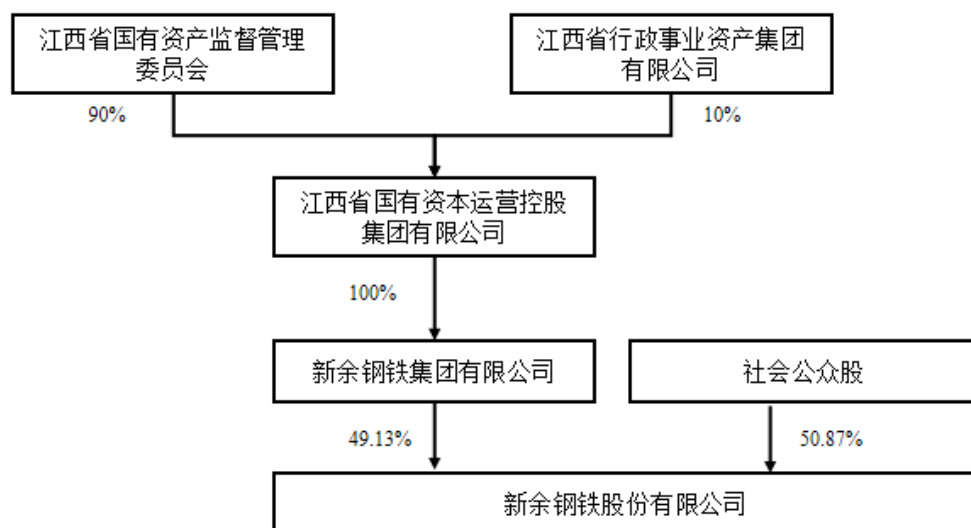 江西省国有资产监督管理
委员会
江西省行政事业资产集团
有限公司
90%
10%
江西省国有资本运营控股
集团有限公司
100%
新余钢铁集团有限公司
社会公众股
49.13%
50.87%
新余钢铁股份有限公司